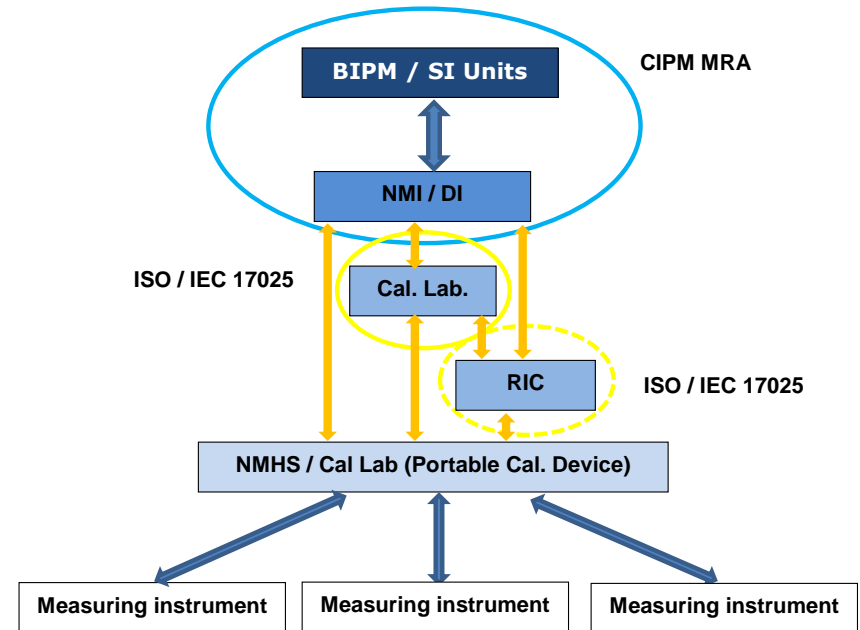 BIPM / SI Units
CIPM MRA
NMI / DI
ISO / IEC 17025
Cal. Lab.
RIC
ISO / IEC 17025
NMHS / Cal Lab (Portable Cal. Device)
Measuring instrument
Measuring instrument
Measuring instrument